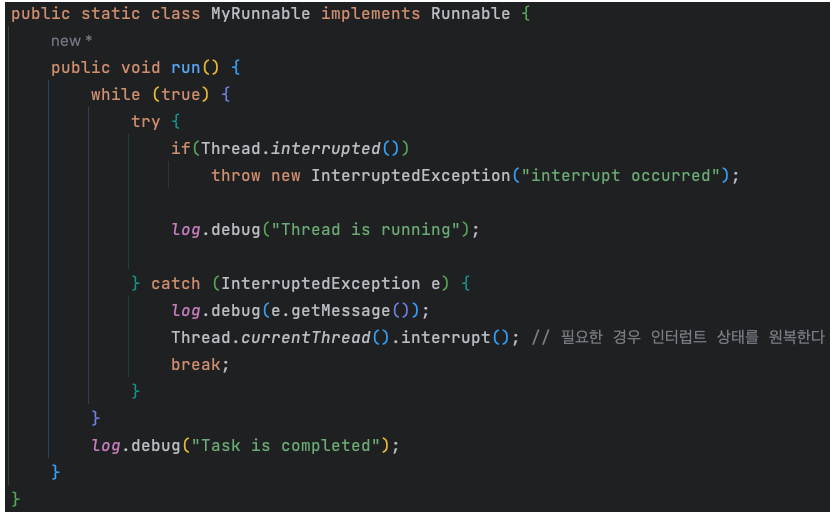 public static class MyRunnable implements Runnable {
    new *
    public void run() {
        while (true) {
            try {
                if(Thread.interrupted())
                    throw new InterruptedException("interrupt occurred");

                log.debug("Thread is running");

            } catch (InterruptedException e) {
                log.debug(e.getMessage());
                Thread.currentThread().interrupt(); // 필요한 경우 인터럽트 상태를 원복한다
                break;
            }
        }
        log.debug("Task is completed");
    }
}